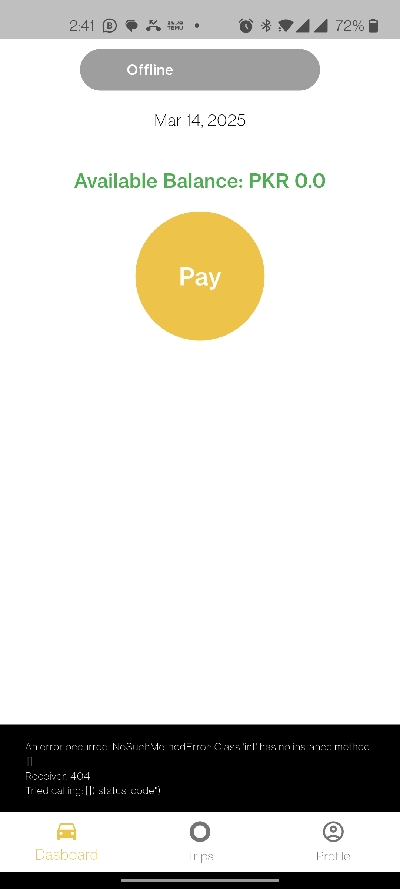 2:41 72%
Offline
Mar 14, 2025
Available Balance: PKR 0.0
Pay
An error occurred: NoSuchMethodError: Class 'int' has no instance method
'[]'.
Receiver: 404
Tried calling: []("status_code")
Dasboard Trips Profile